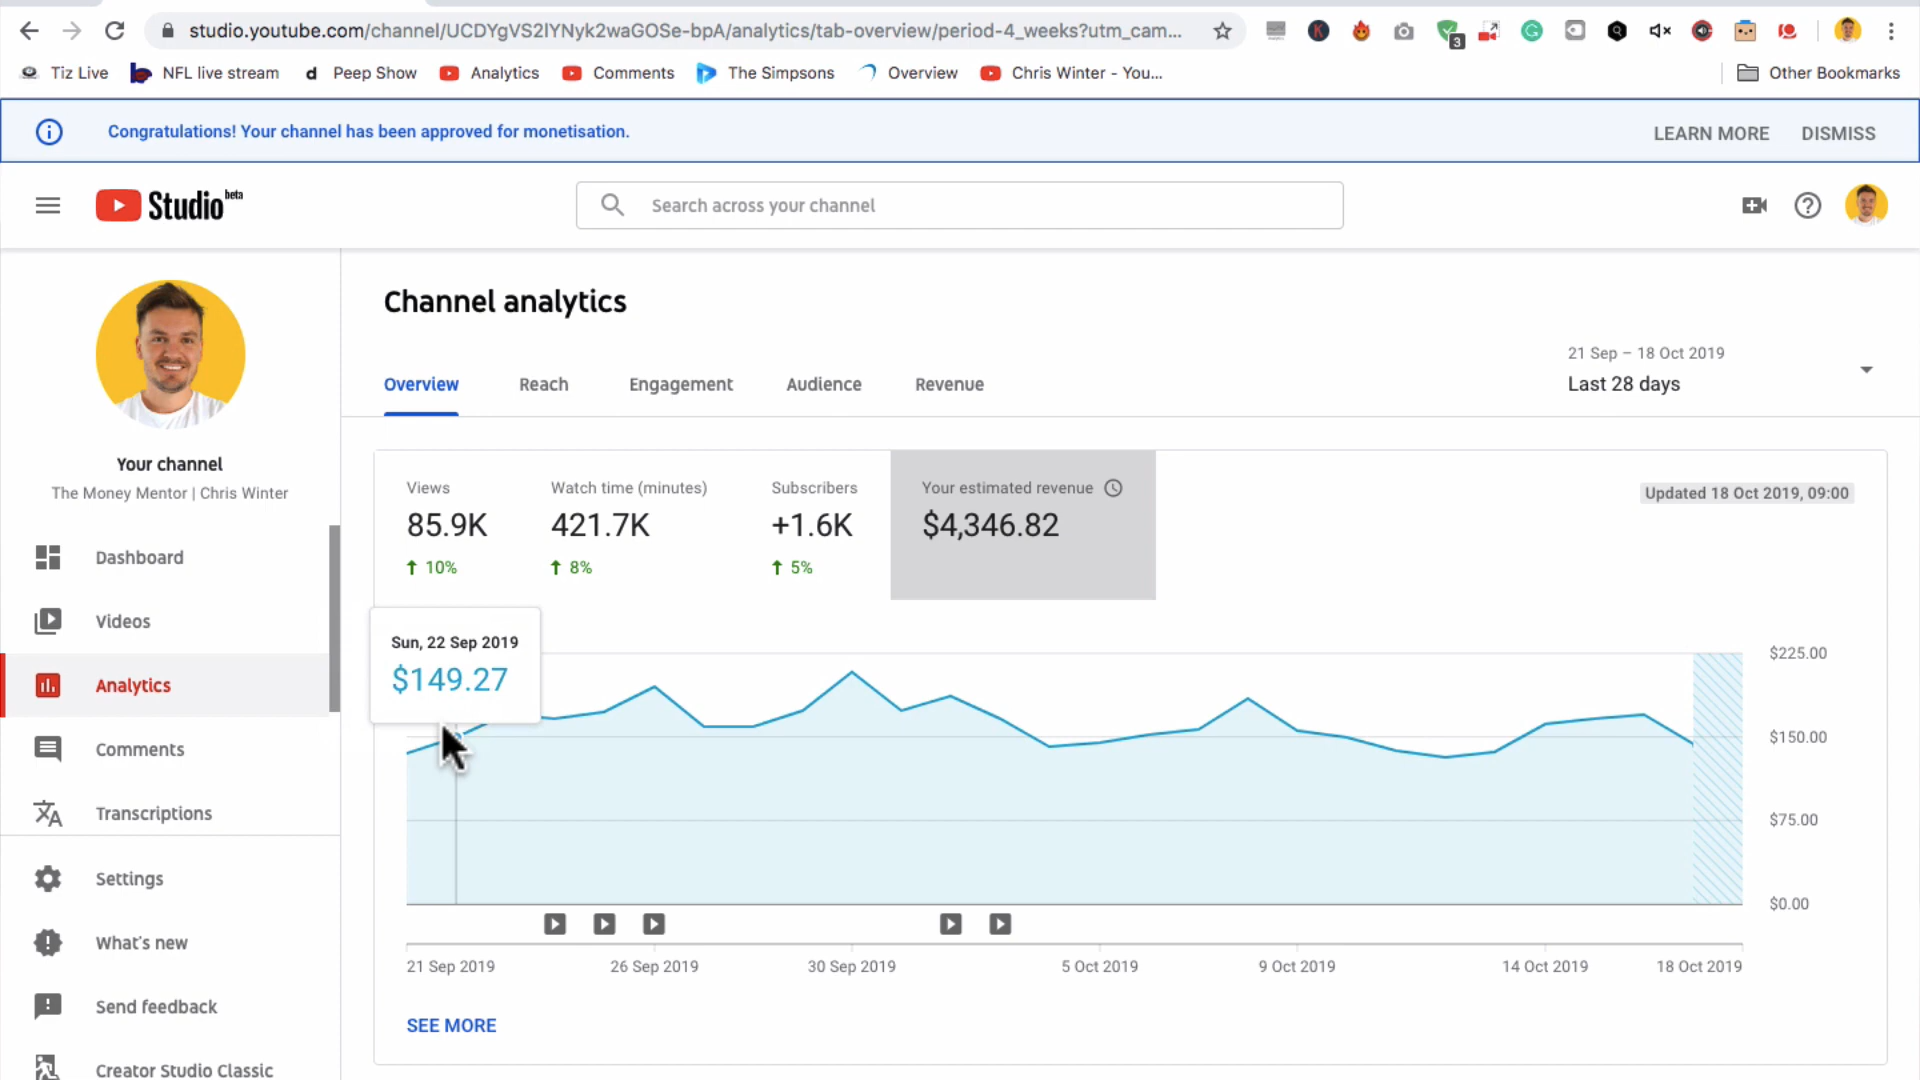 studio.youtube.com/channel/UCDYgVS2lYNyk2waGOSe-bpA/analytics/tab-overview/period-4_weeks?utm_cam...
3
Tiz Live NFL live stream d Peep Show Analytics Comments The Simpsons Overview Chris Winter - You... Other Bookmarks
Congratulations! Your channel has been approved for monetisation. LEARN MORE DISMISS
Studio beta
Search across your channel
Channel analytics
21 Sep – 18 Oct 2019
Last 28 days
Overview Reach Engagement Audience Revenue
Your channel
The Money Mentor | Chris Winter
Dashboard
Videos
Analytics
Comments
Transcriptions
Settings
What's new
Send feedback
Creator Studio Classic
Views Watch time (minutes) Subscribers Your estimated revenue
85.9K 421.7K +1.6K $4,346.82
10% 8% 5%
Updated 18 Oct 2019, 09:00
Sun, 22 Sep 2019
$149.27
$225.00
$150.00
$75.00
$0.00
21 Sep 2019 26 Sep 2019 30 Sep 2019 5 Oct 2019 9 Oct 2019 14 Oct 2019 18 Oct 2019
SEE MORE